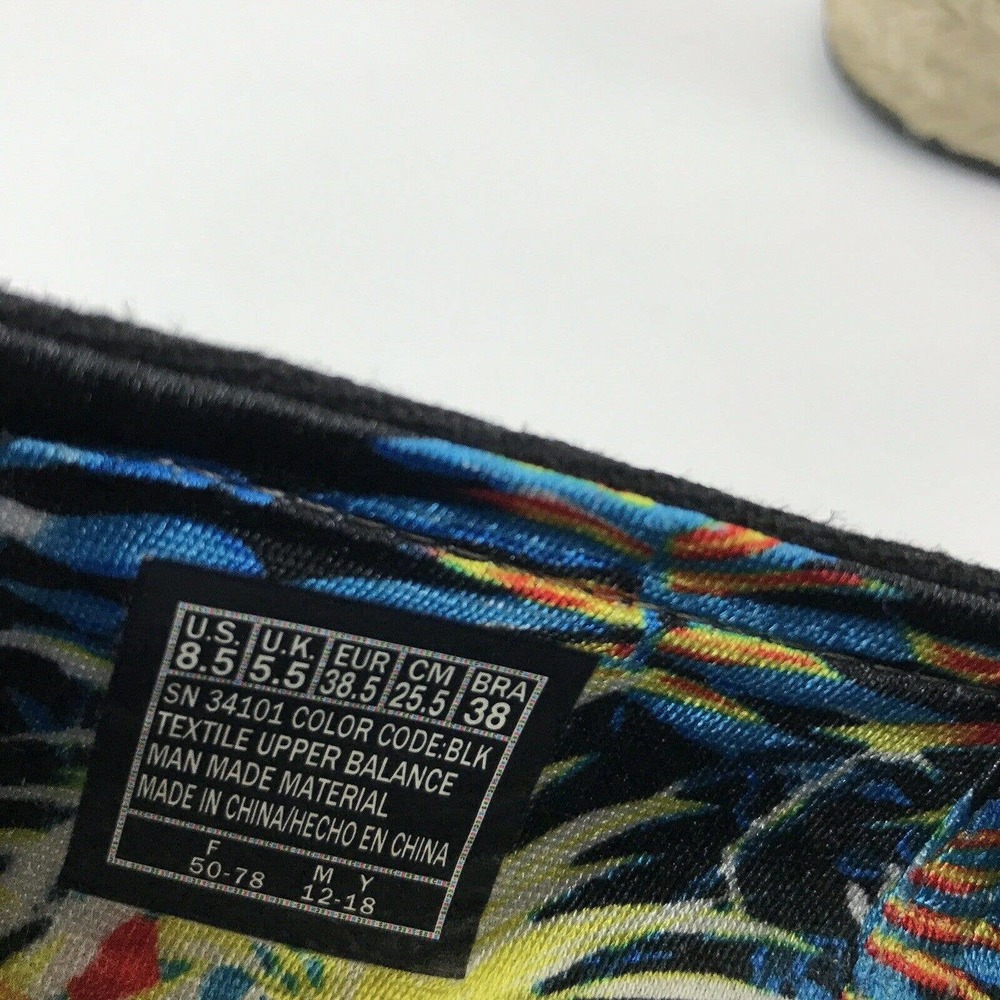 U.S. U.K. EUR CM BRA
8.5 5.5 38.5 25.5 38
SN 34101 COLOR CODE:BLK
TEXTILE UPPER BALANCE
MAN MADE MATERIAL
MADE IN CHINA/HECHO EN CHINA
F M Y
50-78 12-18